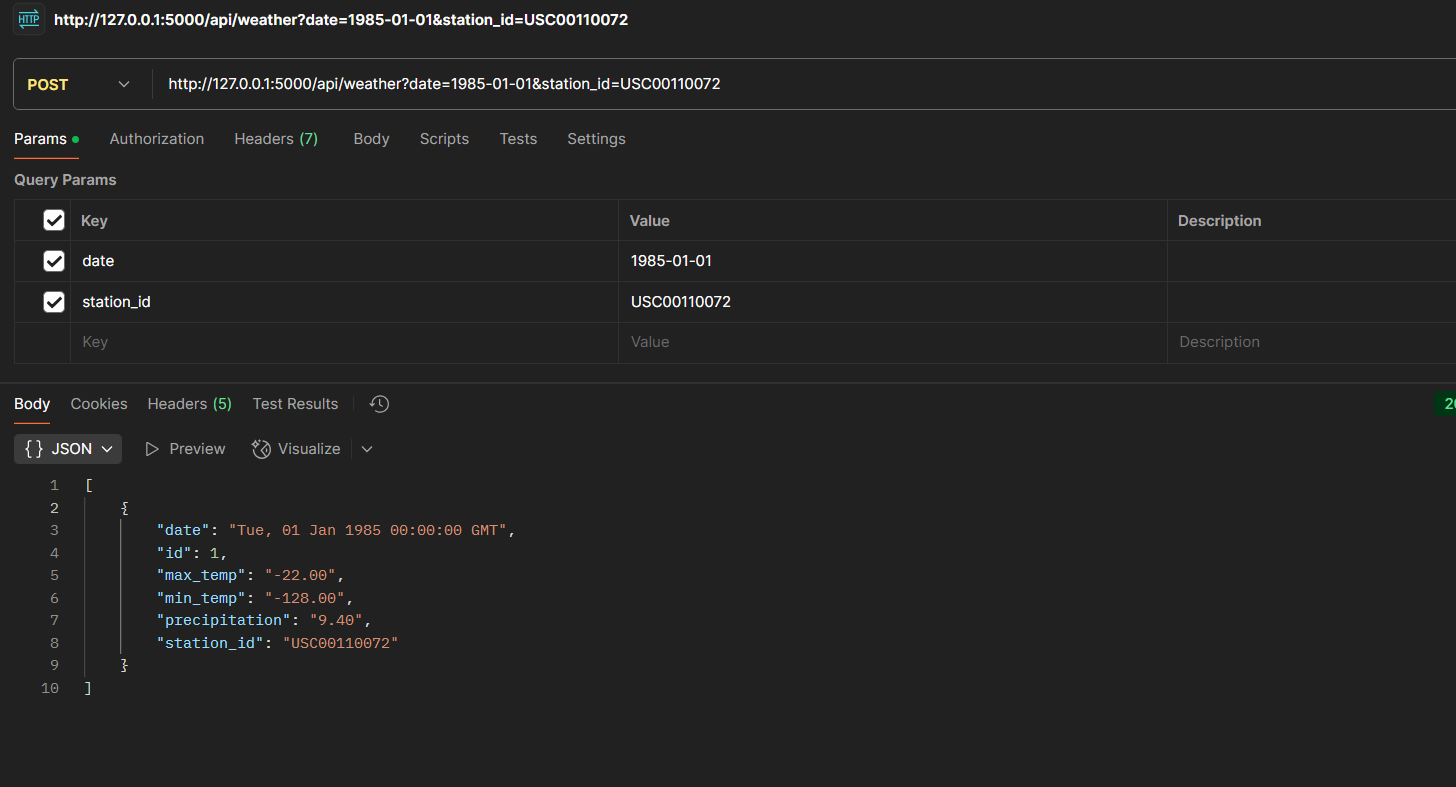 HTTP http://127.0.0.1:5000/api/weather?date=1985-01-01&station_id=USC00110072
POST http://127.0.0.1:5000/api/weather?date=1985-01-01&station_id=USC00110072
Params Authorization Headers (7) Body Scripts Tests Settings
Query Params
Key Value Description
date 1985-01-01
station_id USC00110072
Key Value Description
Body Cookies Headers (5) Test Results
{} JSON Preview Visualize
1 [
2 {
3 "date": "Tue, 01 Jan 1985 00:00:00 GMT",
4 "id": 1,
5 "max_temp": "-22.00",
6 "min_temp": "-128.00",
7 "precipitation": "9.40",
8 "station_id": "USC00110072"
9 }
10 ]